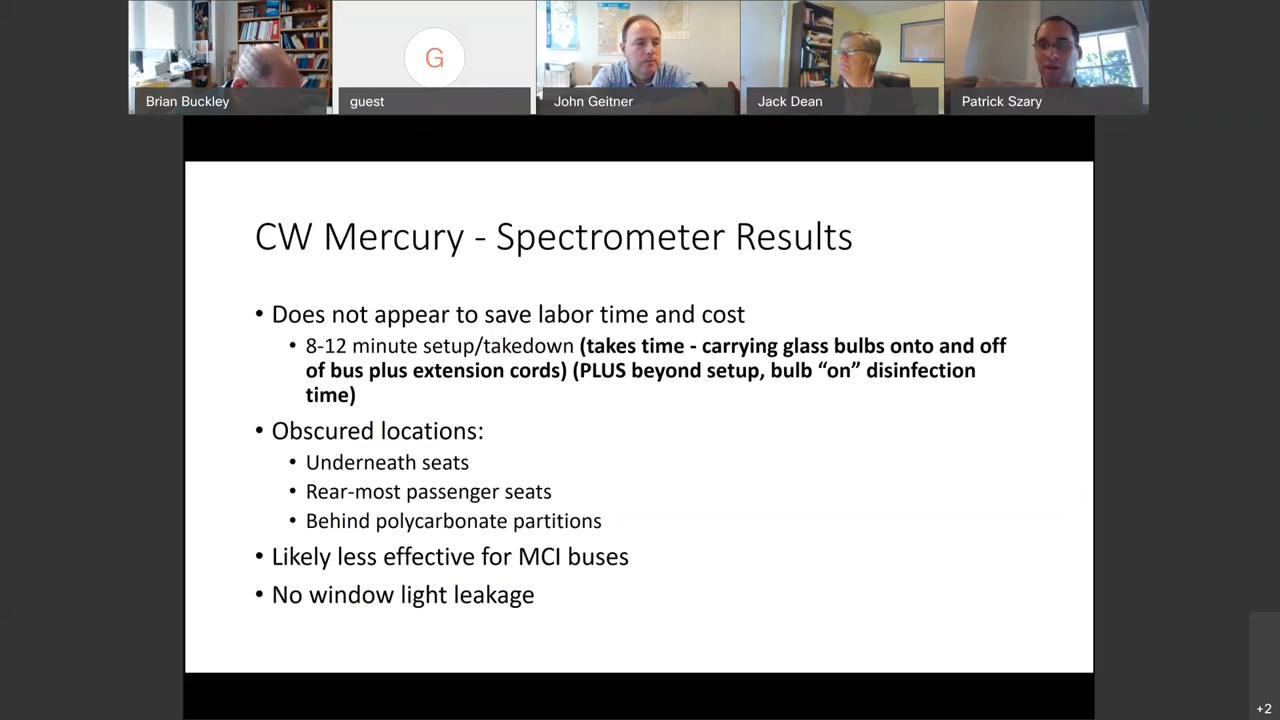 Brian Buckley
G
guest
John Geitner
Jack Dean
Patrick Szary
CW Mercury - Spectrometer Results
• Does not appear to save labor time and cost
• 8-12 minute setup/takedown (takes time - carrying glass bulbs onto and off
of bus plus extension cords) (PLUS beyond setup, bulb “on” disinfection
time)
• Obscured locations:
• Underneath seats
• Rear-most passenger seats
• Behind polycarbonate partitions
• Likely less effective for MCI buses
• No window light leakage
+2